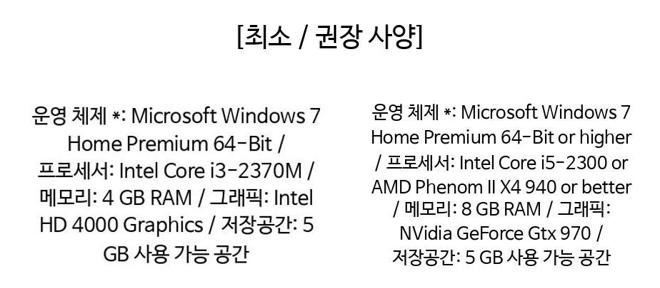 [최소 / 권장 사양]
운영 체제 *: Microsoft Windows 7
Home Premium 64-Bit /
프로세서: Intel Core i3-2370M /
메모리: 4 GB RAM / 그래픽: Intel
HD 4000 Graphics / 저장공간: 5
GB 사용 가능 공간
운영 체제 *: Microsoft Windows 7
Home Premium 64-Bit or higher
/ 프로세서: Intel Core i5-2300 or
AMD Phenom II X4 940 or better
/ 메모리: 8 GB RAM / 그래픽:
NVidia GeForce Gtx 970 /
저장공간: 5 GB 사용 가능 공간